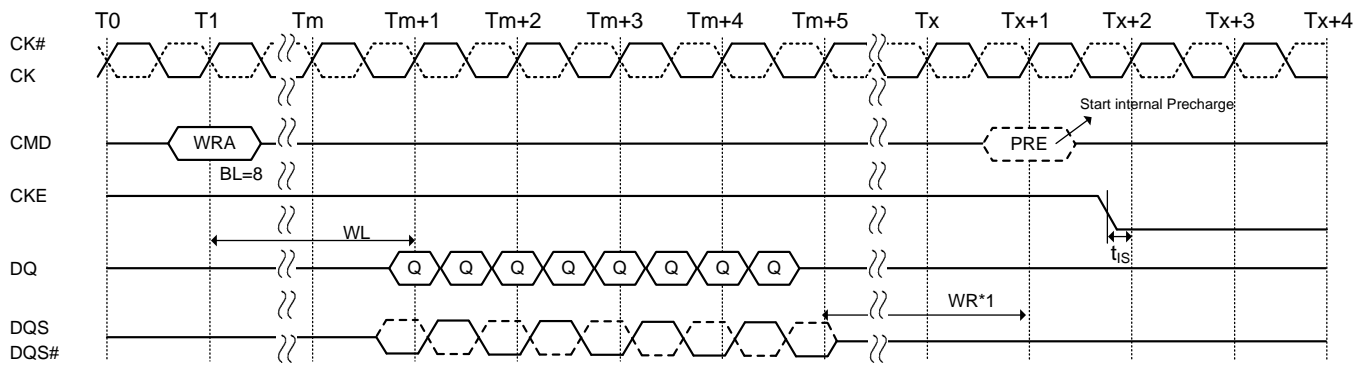 T0 T1 Tm Tm+1 Tm+2 Tm+3 Tm+4 Tm+5 Tx Tx+1 Tx+2 Tx+3 Tx+4
CK#
CK
Start internal Precharge
CMD WRA PRE
BL=8
CKE
WL
tIS
DQ Q Q Q Q Q Q Q Q
WR*1
DQS
DQS#